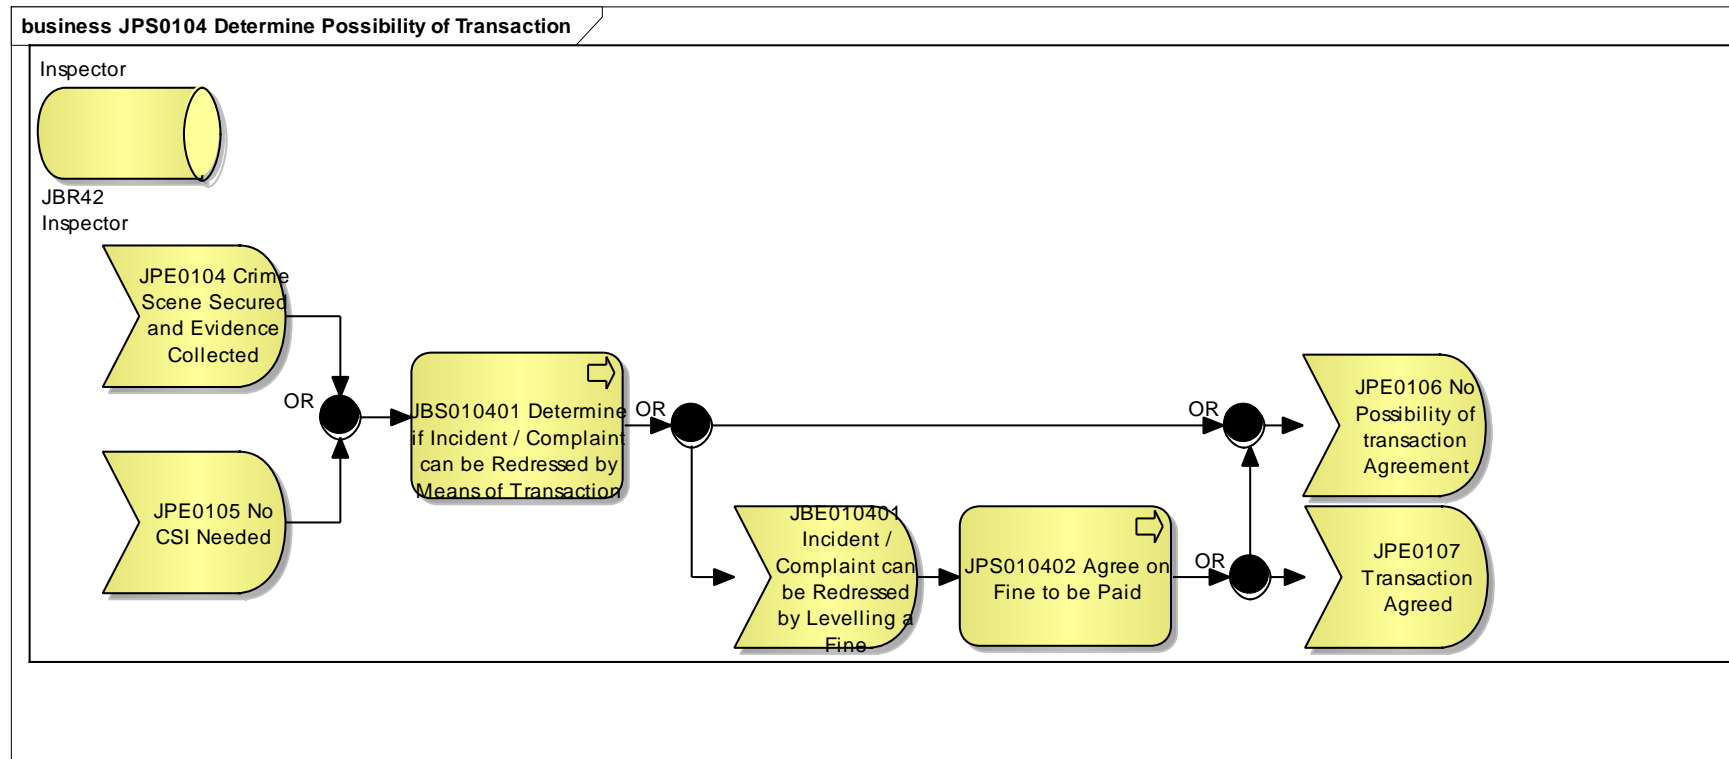 business JPS0104 Determine Possibility of Transaction
Inspector
JBR42
Inspector
JPE0104 Crime
Scene Secured
and Evidence
Collected
OR
JPE0105 No
CSI Needed
JBS010401 Determine
if Incident / Complaint
can be Redressed by
Means of Transaction
OR
JBE010401
Incident /
Complaint can
be Redressed
by Levelling a
Fine
JPS010402 Agree on
Fine to be Paid
OR
OR
JPE0106 No
Possibility of
transaction
Agreement
JPE0107
Transaction
Agreed